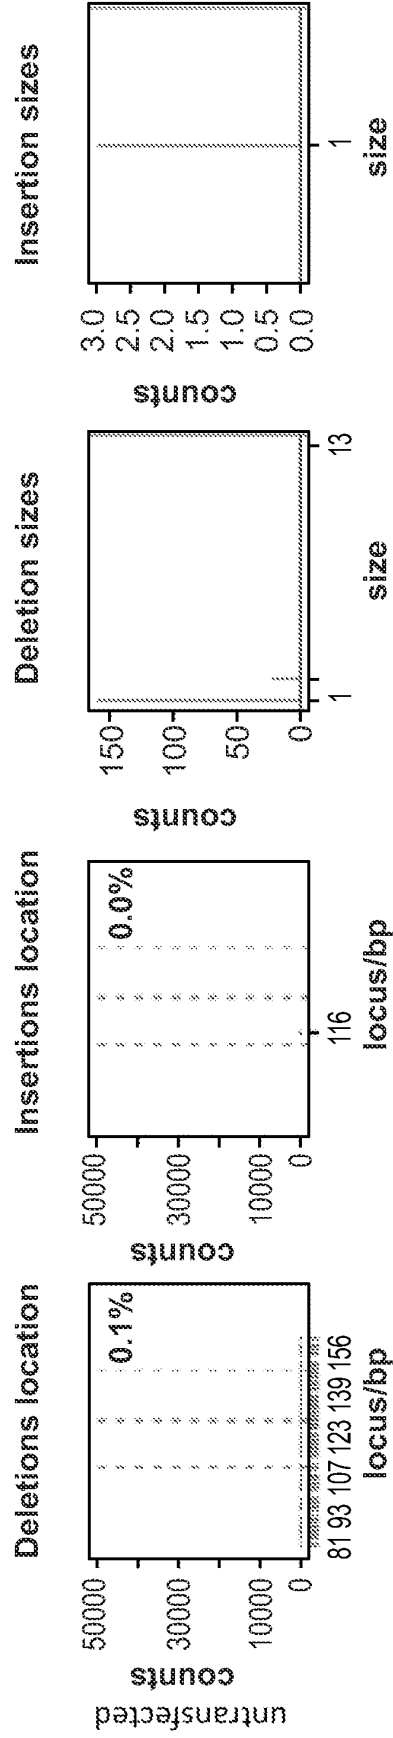 untransfected
Deletions location
counts
50000
30000
10000
0
0.1%
81 93 107 123 139 156
locus/bp
Insertions location
counts
50000
30000
10000
0
0.0%
116
locus/bp
Deletion sizes
counts
150
100
50
0
1
13
size
Insertion sizes
counts
3.0
2.5
2.0
1.5
1.0
0.5
0.0
1
size